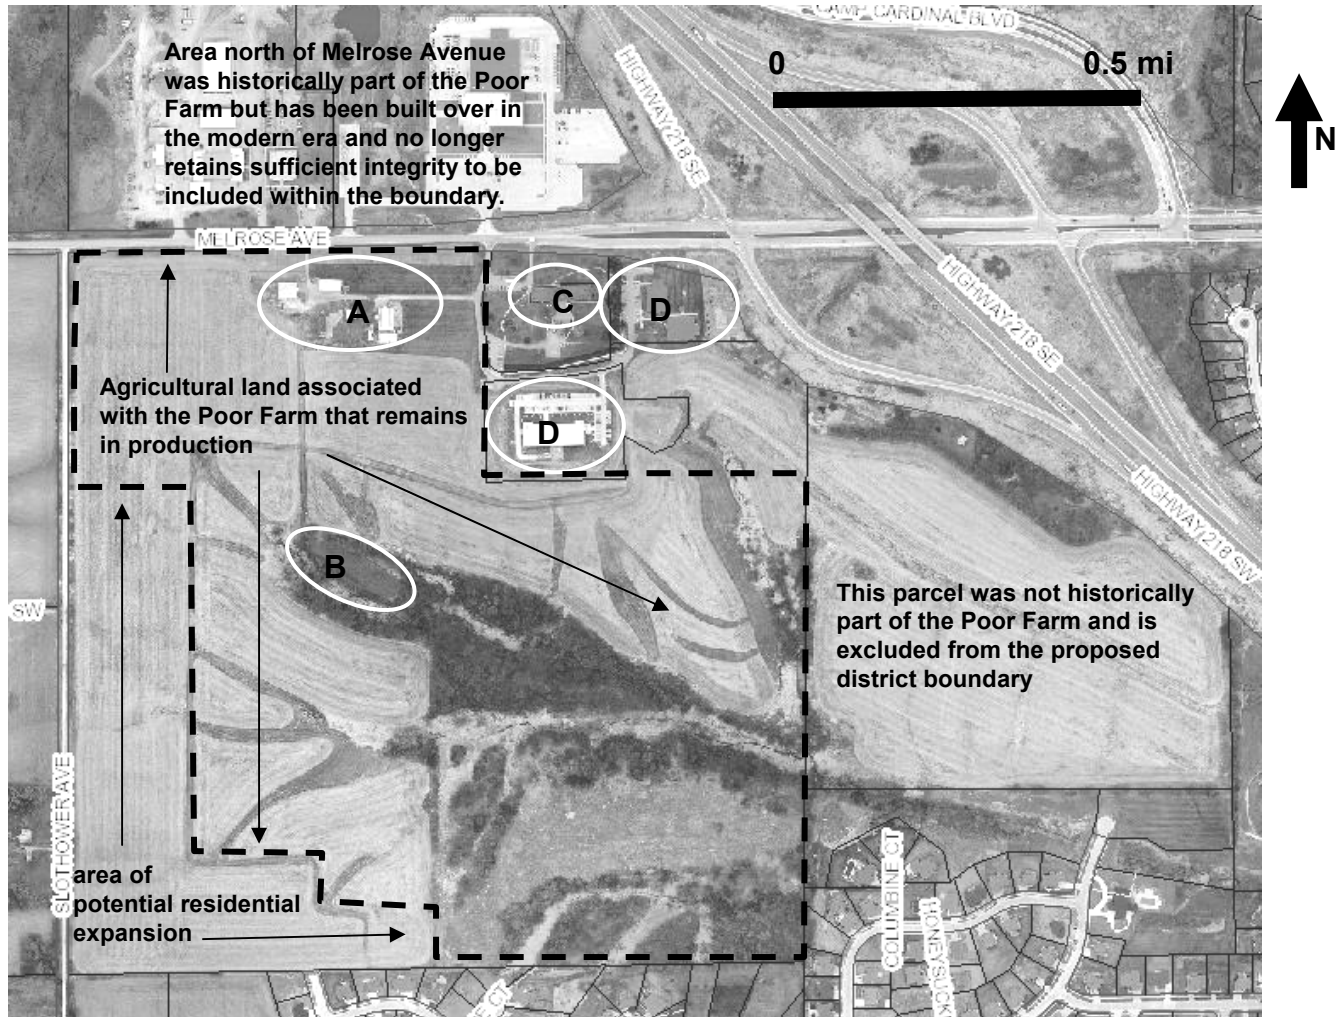 CAMP CARDINAL BLVD
Area north of Melrose Avenue
was historically part of the Poor
Farm but has been built over in
the modern era and no longer
retains sufficient integrity to be
included within the boundary.
0 0.5 mi
N
HIGHWAY 218 SE
MELROSE AVE
HIGHWAY 218 SE
HIGHWAY 218 SE
A
C
D
Agricultural land associated
with the Poor Farm that remains
in production
D
HIGHWAY 218 SW
B
SW
This parcel was not historically
part of the Poor Farm and is
excluded from the proposed
district boundary
SLOTHOWER AVE
area of
potential residential
expansion
COLUMBINE CT
E CT